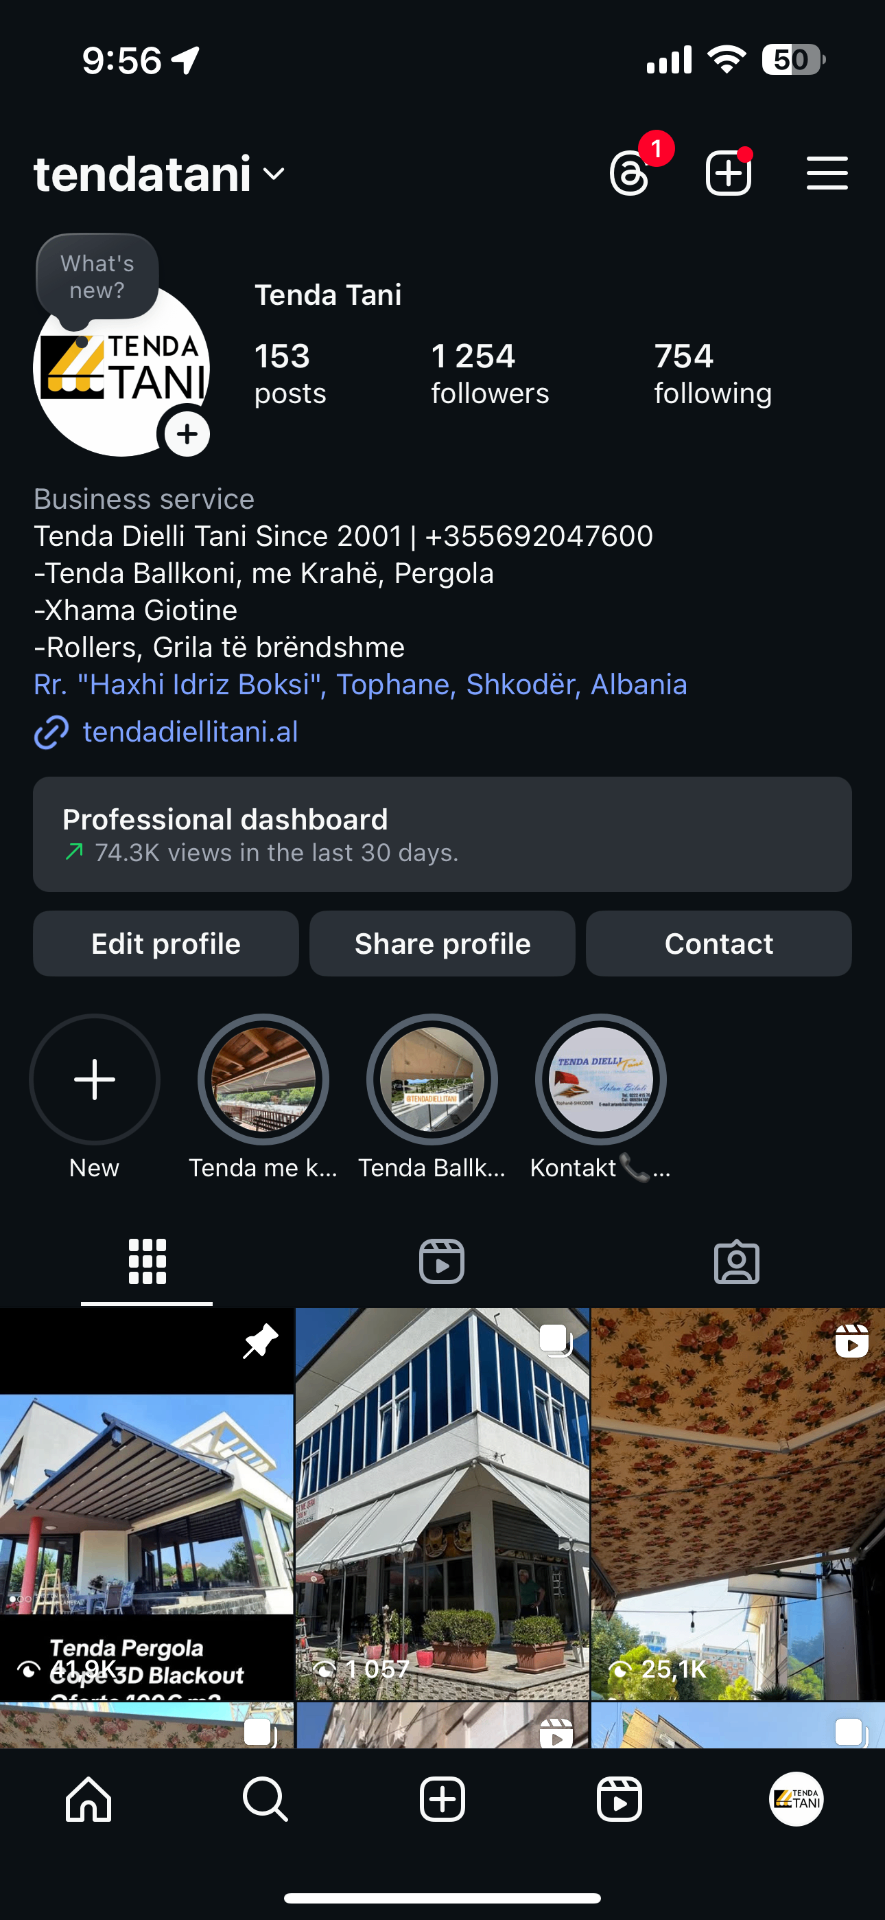 9:56
50
tendatani
1
What's
new?
TENDA
TANI
Tenda Tani
153
posts
1 254
followers
754
following
Business service
Tenda Dielli Tani Since 2001 | +355692047600
-Tenda Ballkoni, me Krahë, Pergola
-Xhama Giotine
-Rollers, Grila të brëndshme
Rr. "Haxhi Idriz Boksi", Tophane, Shkodër, Albania
tendadiellitani.al
Professional dashboard
74.3K views in the last 30 days.
Edit profile
Share profile
Contact
@TENDADIELLITANI
TENDA DIELLI Tani
New
Tenda me k...
Tenda Ballk...
Kontakt📞...
Tenda Pergola
Cope 3D Blackout
41,9K
1 057
25,1K
TENDA
TANI